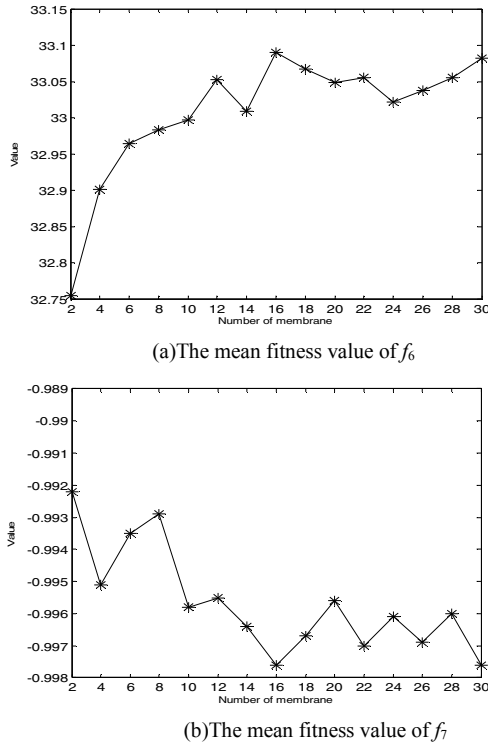 33.15
33.1
33.05
33
32.95
32.9
32.85
32.8
32.75
Value
2 4 6 8 10 12 14 16 18 20 22 24 26 28 30
Number of membrane
(a)The mean fitness value of f6
-0.989
-0.99
-0.991
-0.992
-0.993
-0.994
-0.995
-0.996
-0.997
-0.998
Value
2 4 6 8 10 12 14 16 18 20 22 24 26 28 30
Number of membrane
(b)The mean fitness value of f7